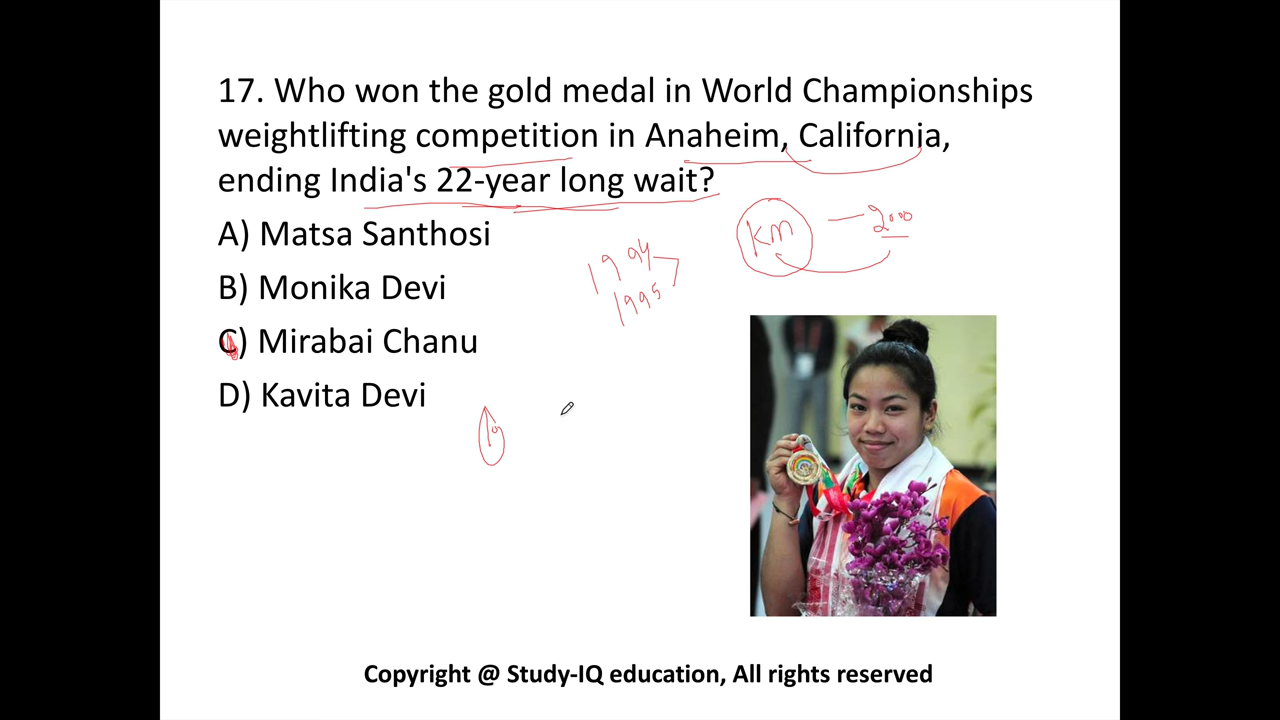 17. Who won the gold medal in World Championships
weightlifting competition in Anaheim, California,
ending India's 22-year long wait?
A) Matsa Santhosi
B) Monika Devi
C) Mirabai Chanu
D) Kavita Devi
KM — 2000
1994
1995
Copyright @ Study-IQ education, All rights reserved